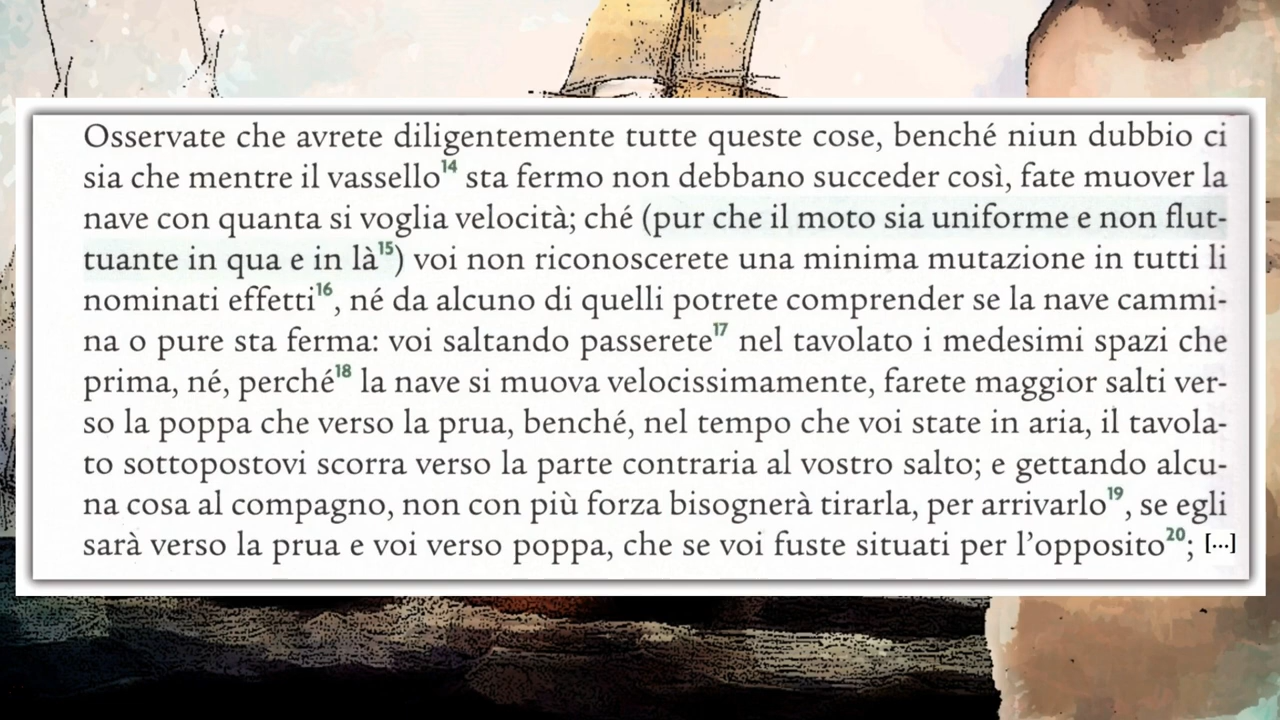 Osservate che avrete diligentemente tutte queste cose, benché niun dubbio ci
sia che mentre il vassello14 sta fermo non debbano succeder così, fate muover la
nave con quanta si voglia velocità; ché (pur che il moto sia uniforme e non flut-
tuante in qua e in là15) voi non riconoscerete una minima mutazione in tutti li
nominati effetti16, né da alcuno di quelli potrete comprender se la nave cammi-
na o pure sta ferma: voi saltando passerete17 nel tavolato i medesimi spazi che
prima, né, perché18 la nave si muova velocissimamente, farete maggior salti ver-
so la poppa che verso la prua, benché, nel tempo che voi state in aria, il tavola-
to sottopostovi scorra verso la parte contraria al vostro salto; e gettando alcu-
na cosa al compagno, non con più forza bisognerà tirarla, per arrivarlo19, se egli
sarà verso la prua e voi verso poppa, che se voi fuste situati per l'opposito20; [...]